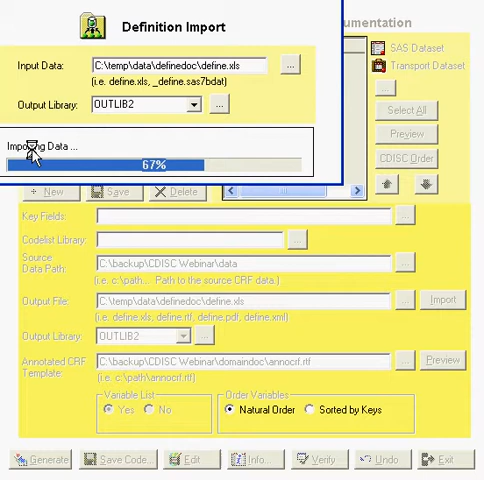 Definition Import
umentation
Input Data: C:\temp\data\definedoc\define.xls ...
(i.e. define.xls, _define.sas7bdat)
Output Library: OUTLIB2 ...
SAS Dataset
Transport Dataset
...
Select All
Preview
CDISC Order
Importing Data ...
67%
New Save Delete
Key Fields: ...
Codelist Library: ...
Source Data Path: C:\backup\CDISC Webinar\data ...
(i.e. c:\path... Path to the source CRF data.)
Output File: C:\temp\data\definedoc\define.xls ... Import
(i.e. define.xls, define.rtf, define.pdf, define.xml)
Output Library: OUTLIB2 ...
Annotated CRF Template: C:\backup\CDISC Webinar\domaindoc\annocrf.rtf ... Preview
(i.e. c:\path\annocrf.rtf)
Variable List Order Variables
Yes No Natural Order Sorted by Keys
Generate Save Code... Edit Info... Verify Undo Exit